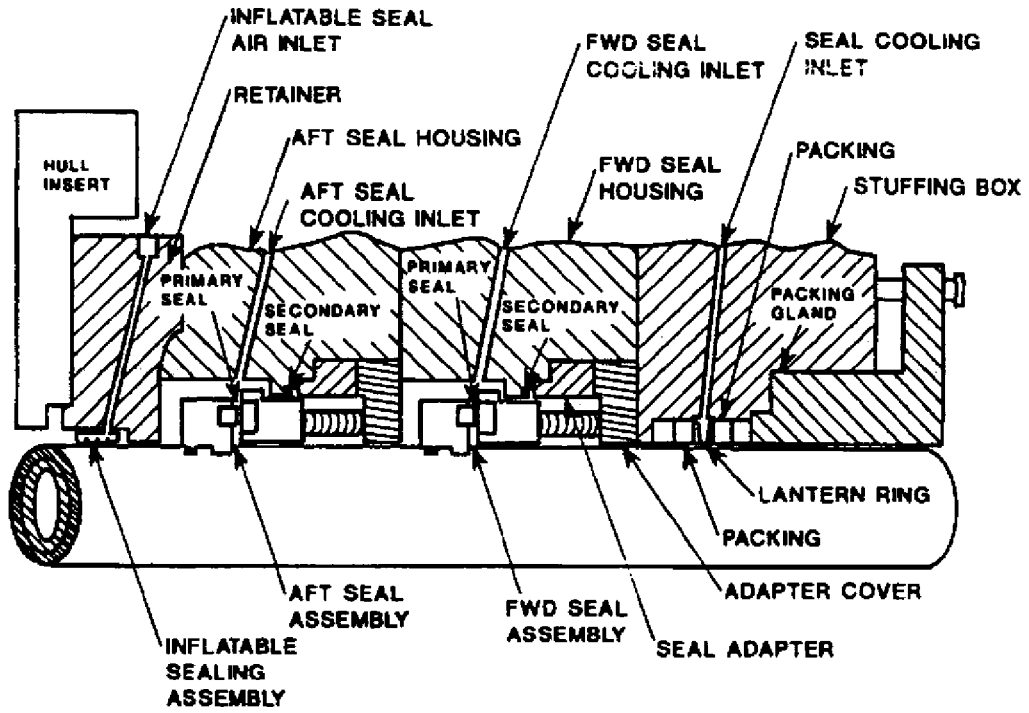 INFLATABLE SEAL
AIR INLET
FWD SEAL
COOLING INLET
SEAL COOLING
INLET
RETAINER
AFT SEAL HOUSING
PACKING
HULL
INSERT
FWD SEAL
HOUSING
STUFFING BOX
AFT SEAL
COOLING INLET
PRIMARY
SEAL
SECONDARY
SEAL
PRIMARY
SEAL
SECONDARY
SEAL
PACKING
GLAND
LANTERN RING
PACKING
ADAPTER COVER
AFT SEAL
ASSEMBLY
FWD SEAL
ASSEMBLY
SEAL ADAPTER
INFLATABLE
SEALING
ASSEMBLY